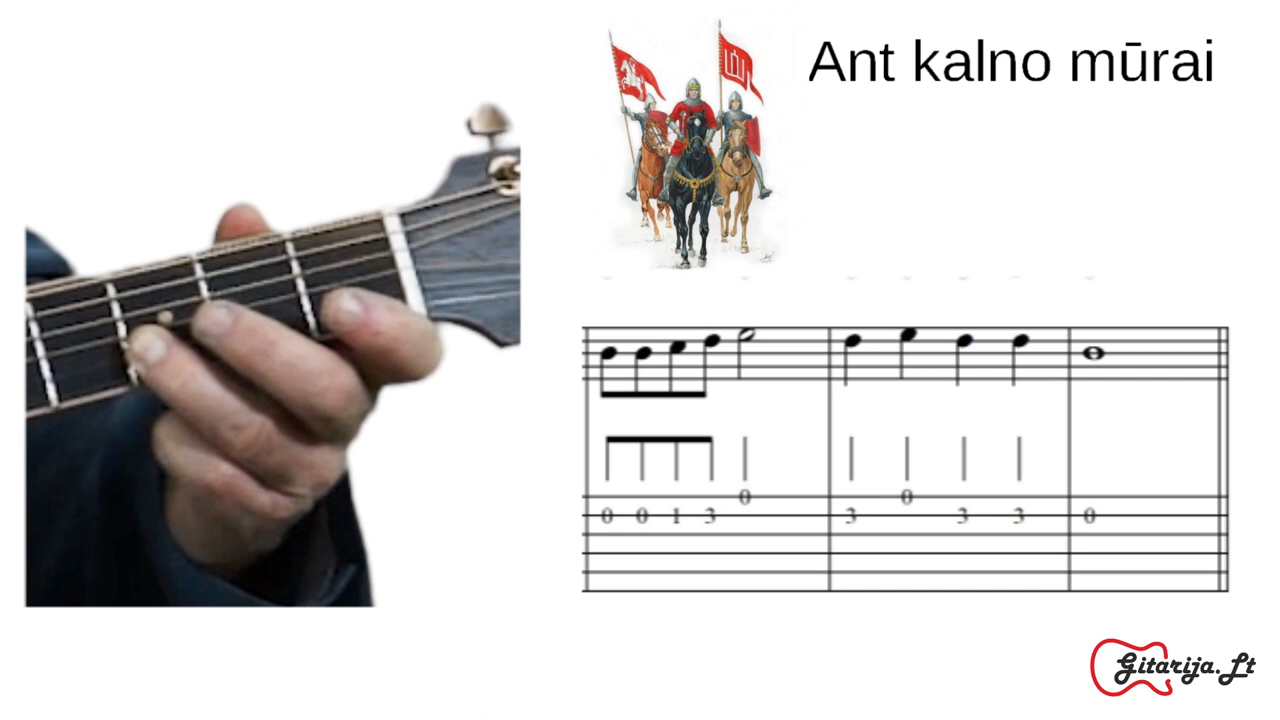 Ant kalno mūrai
0
0 0 1 3
0
3 3 3
0
Gitarija.Lt